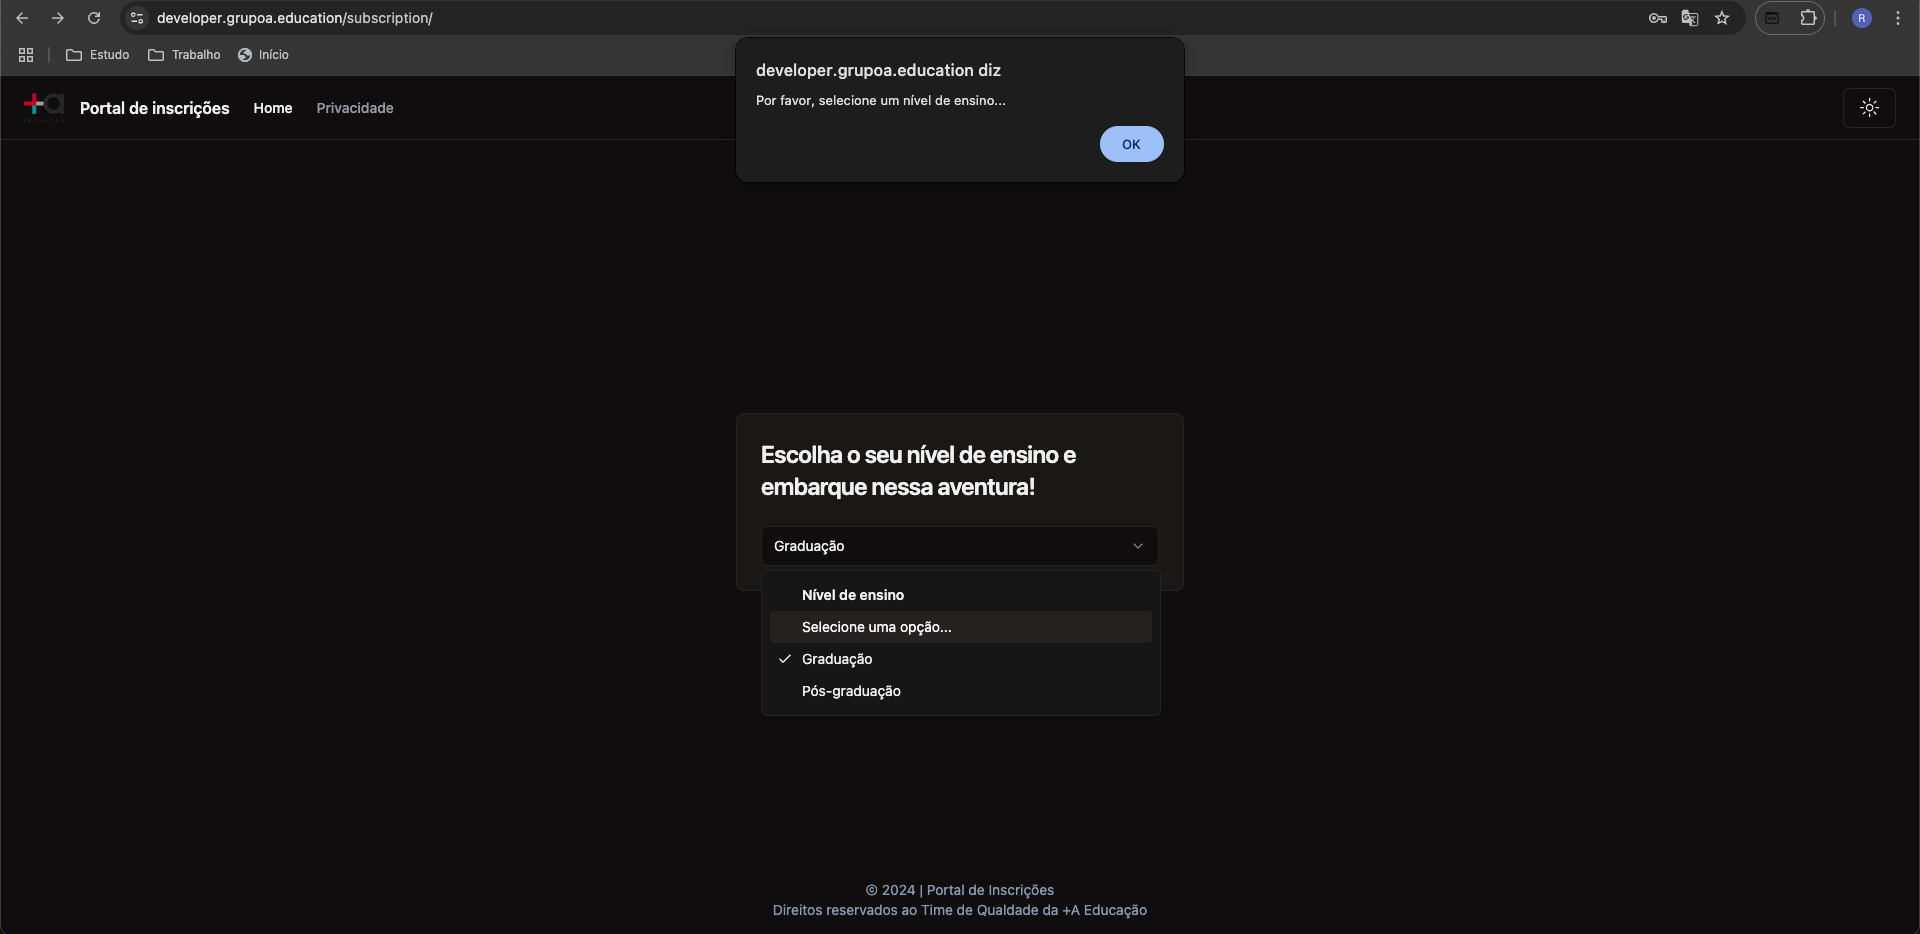 developer.grupoa.education/subscription/
R
Estudo
Trabalho
Início
developer.grupoa.education diz
Por favor, selecione um nível de ensino...
OK
+a
Portal de inscrições
Home
Privacidade
Escolha o seu nível de ensino e
embarque nessa aventura!
Graduação
Nível de ensino
Selecione uma opção...
Graduação
Pós-graduação
© 2024 | Portal de Inscrições
Direitos reservados ao Time de Qualdade da +A Educação